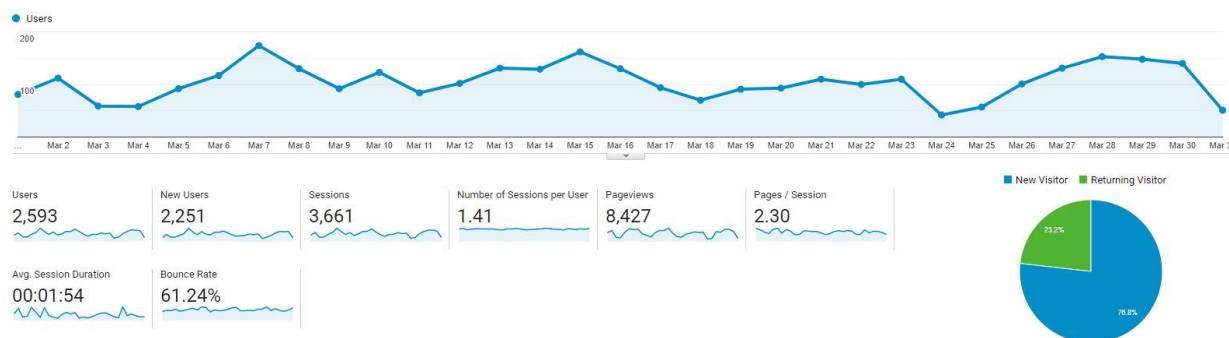 Users
200
100
... Mar 2 Mar 3 Mar 4 Mar 5 Mar 6 Mar 7 Mar 8 Mar 9 Mar 10 Mar 11 Mar 12 Mar 13 Mar 14 Mar 15 Mar 16 Mar 17 Mar 18 Mar 19 Mar 20 Mar 21 Mar 22 Mar 23 Mar 24 Mar 25 Mar 26 Mar 27 Mar 28 Mar 29 Mar 30 Mar 3
New Visitor Returning Visitor
Users New Users Sessions Number of Sessions per User Pageviews Pages / Session
2,593 2,251 3,661 1.41 8,427 2.30
23.2%
Avg. Session Duration Bounce Rate
00:01:54 61.24%
76.8%